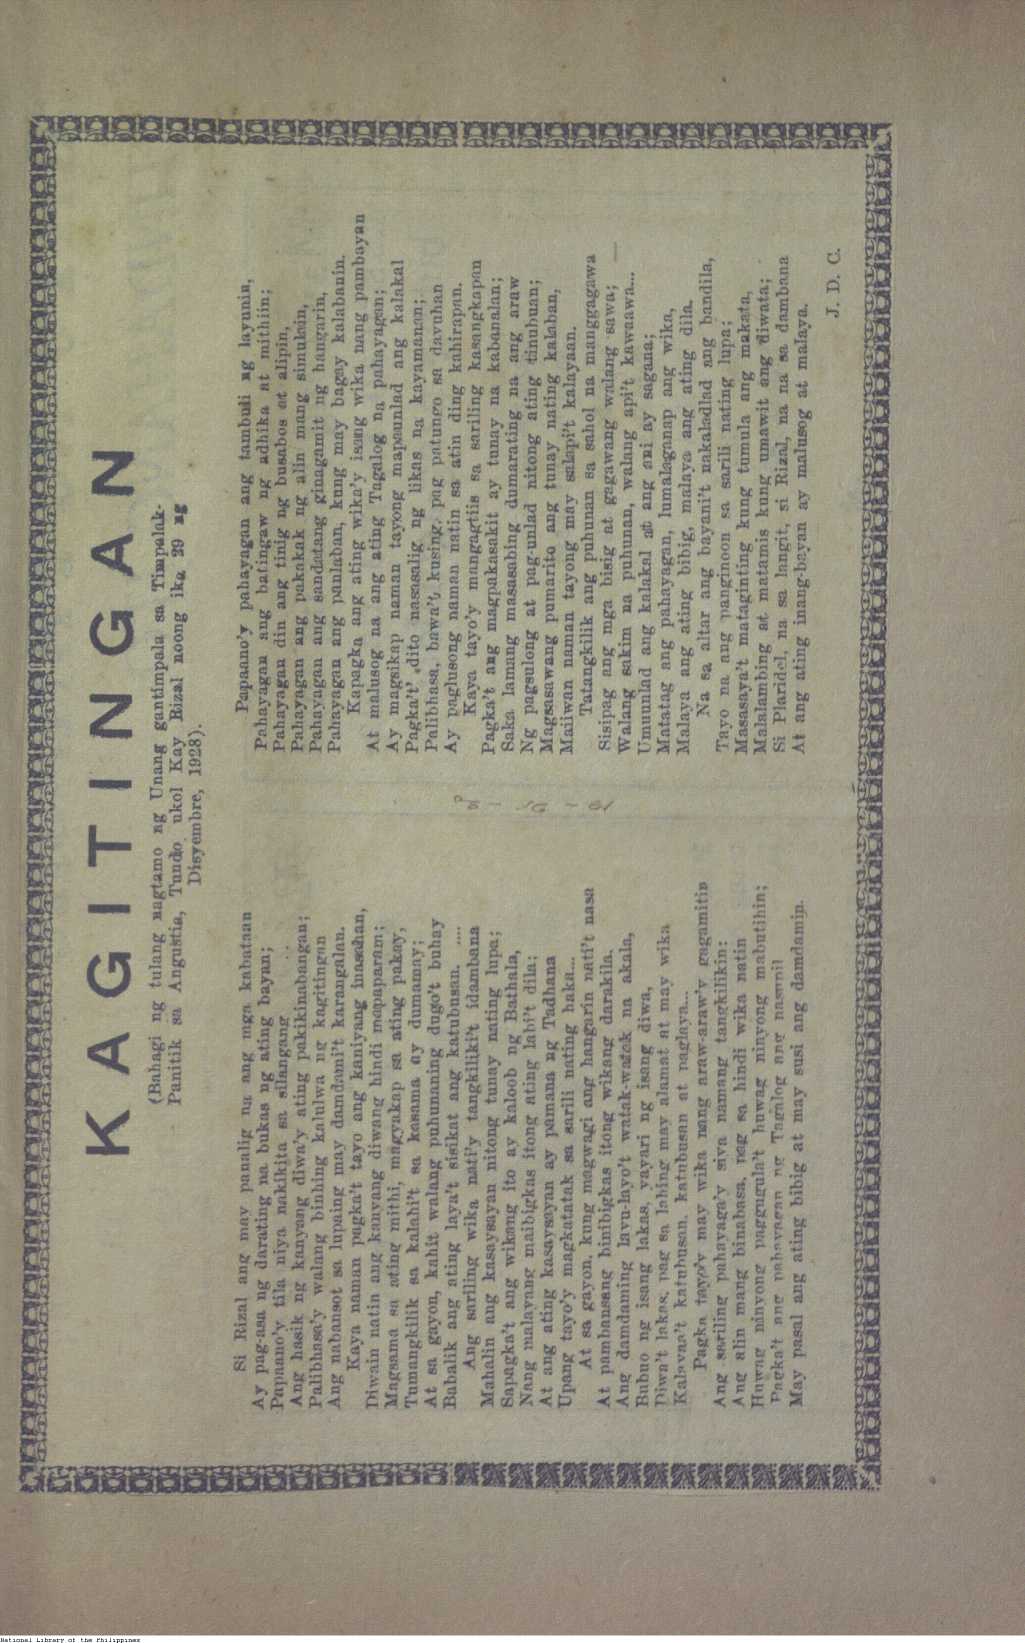 KAGITINGAN
(Bahagi ng tulang nagtamo ng Unang gantimpala sa Timpalak-
Panitik sa Angustia, Tundo, ukol Kay Rizal noong ika 29 ng
Disyembre, 1928).
Si Rizal ang may panalig na ang mga kabataan
Ay pag-asa ng darating na bukas ng ating bayan;
Papano'y tila niya nakikita sa silangang
Ang hasik ng kanyang diwa'y ating pakikinabangan;
Palibhasa'y walang binhing kalulwa ng kagitingan
Ang nabansot sa lupaing may damdami't karangalan.
Kaya naman pagka't tayo ang kaniyang inasahan,
Diwain natin ang kanyang diwang hindi mapaparam;
Magsama sa ating mithi, magyakap sa ating pakay,
Tumangkilik sa kalahi't sa kasama ay dumamay;
At sa gayon, kahit walang puhunaning dugo't buhay
Babalik ang ating laya't sisikat ang katubusan.
Ang sariling wika nati'y tangkiliki't idambana
Mahalin ang kasaysayan nitong tunay nating lupa;
Sapagka't ang wikang ito ay kaloob ng Bathala,
Nang malayang maibigkas itong ating labi't dila;
At ang ating kasaysayan ay pamana ng Tadhana
Upang tayo'y magkatatak sa sarili nating baka...
At sa gayon, kung magwagi ang hangarin nati't nasa
At pambansang binibigkas itong wikang darakila.
Ang damdaming layu-layo't watak-watak na akala,
Bubuo ng isang lakas, yayari ng isang diwa,
Diwa't lakas, pag sa labing may alamat at may wika
Kalayaa't katubusan, katubusan at paglaya...
Pagka tayo'y may wika nang araw-araw'y gagamitin
Ang sariling pahayaga'y siya namang tangkilikin:
Ang alin mang binabasa, pag sa hindi wika natin
Huwag ninyong paggugula't huwag ninyong mabutihin;
Pagka't ang pahayagan ng Tagalog ang
May pasal ang ating bibig at may susi ang damdamin.
Papaano'y pahayagan ang tambuli ng layunin,
Pahayagan ang batingaw ng adhika at mithiin;
Pahayagan din ang tinig ng busabos at alipin,
Pahayagan ang pakakak ng alin mang simulain,
Pahayagan ang sandatang ginagamit ng hangarin,
Pahayagan ang panlaban, kung may bagay kalabanin.
Kapagka ang ating wika'y isang wika nang pambayan
At malusog na ang ating Tagalog na pahayagan;
Ay magsikap naman tayong mapaunlad ang kalakal
Pagka't dito nasasalig ng likas na kayamanan;
Palibhasa, bawa't kusing, pag patungo sa dayuhan
Ay paglusong naman natin sa atin ding kahirapan.
Kaya tayo'y mangagtiis sa sariling kasangkapan
Pagka't ang magpakasakit ay tunay na kabanalan;
Saka lamang masasabing dumarating na ang araw
Ng pagsulong at pag-unlad nitong ating tinubuan;
Magsasawang pumarito ang tunay nating kalaban,
Maiiwan naman tayong may salapi't kalayaan.
Tatangkilik ang puhunan sa sahol na manggagawa
Sisipag ang mga bisig at gagawang walang sawa;
Walang sakim na puhunan, walang api't kawaawa...
Umuunlad ang kalakal at ang ani ay sagana;
Matatag ang pahayagan, lumalaganap ang wika,
Malaya ang ating bibig, malaya ang ating dila.
Na sa altar ang bayani't nakaladlad ang bandila,
Tayo na ang panginoon sa sarili nating lupa;
Masasaya't mataginting kung tumula ang makata,
Malalambing at matamis kung umawit ang diwata;
Si Plaridel, na sa langit, si Rizal, na na sa dambana
At ang ating inang-bayan ay malusog at malaya.
J. D. C.
National Library of the Philippines